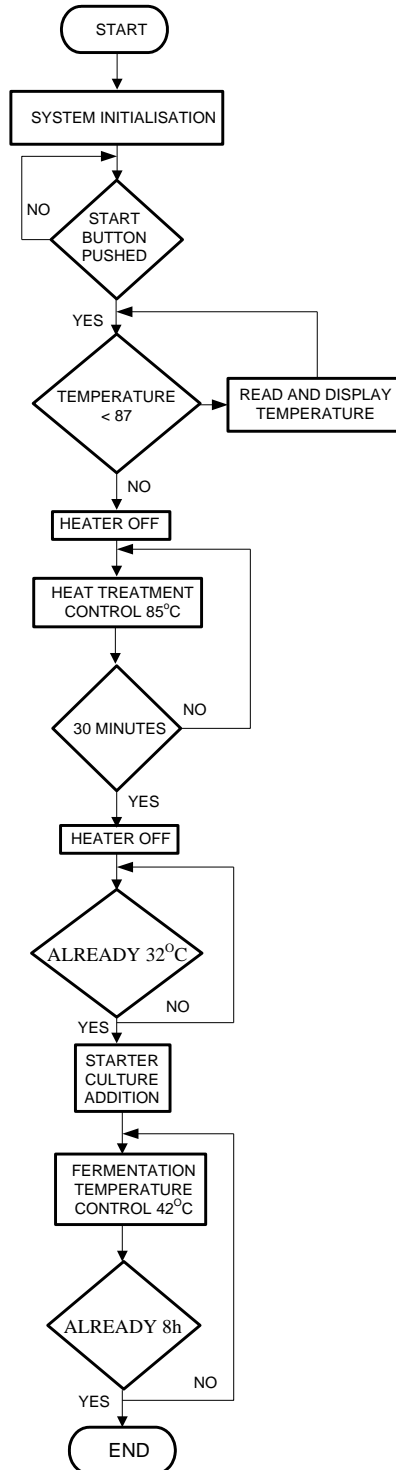 START
SYSTEM INITIALISATION
NO
START
BUTTON
PUSHED
YES
TEMPERATURE
< 87
READ AND DISPLAY
TEMPERATURE
NO
HEATER OFF
HEAT TREATMENT
CONTROL 85°C
30 MINUTES
NO
YES
HEATER OFF
ALREADY 32°C
NO
YES
STARTER
CULTURE
ADDITION
FERMENTATION
TEMPERATURE
CONTROL 42°C
ALREADY 8h
NO
YES
END